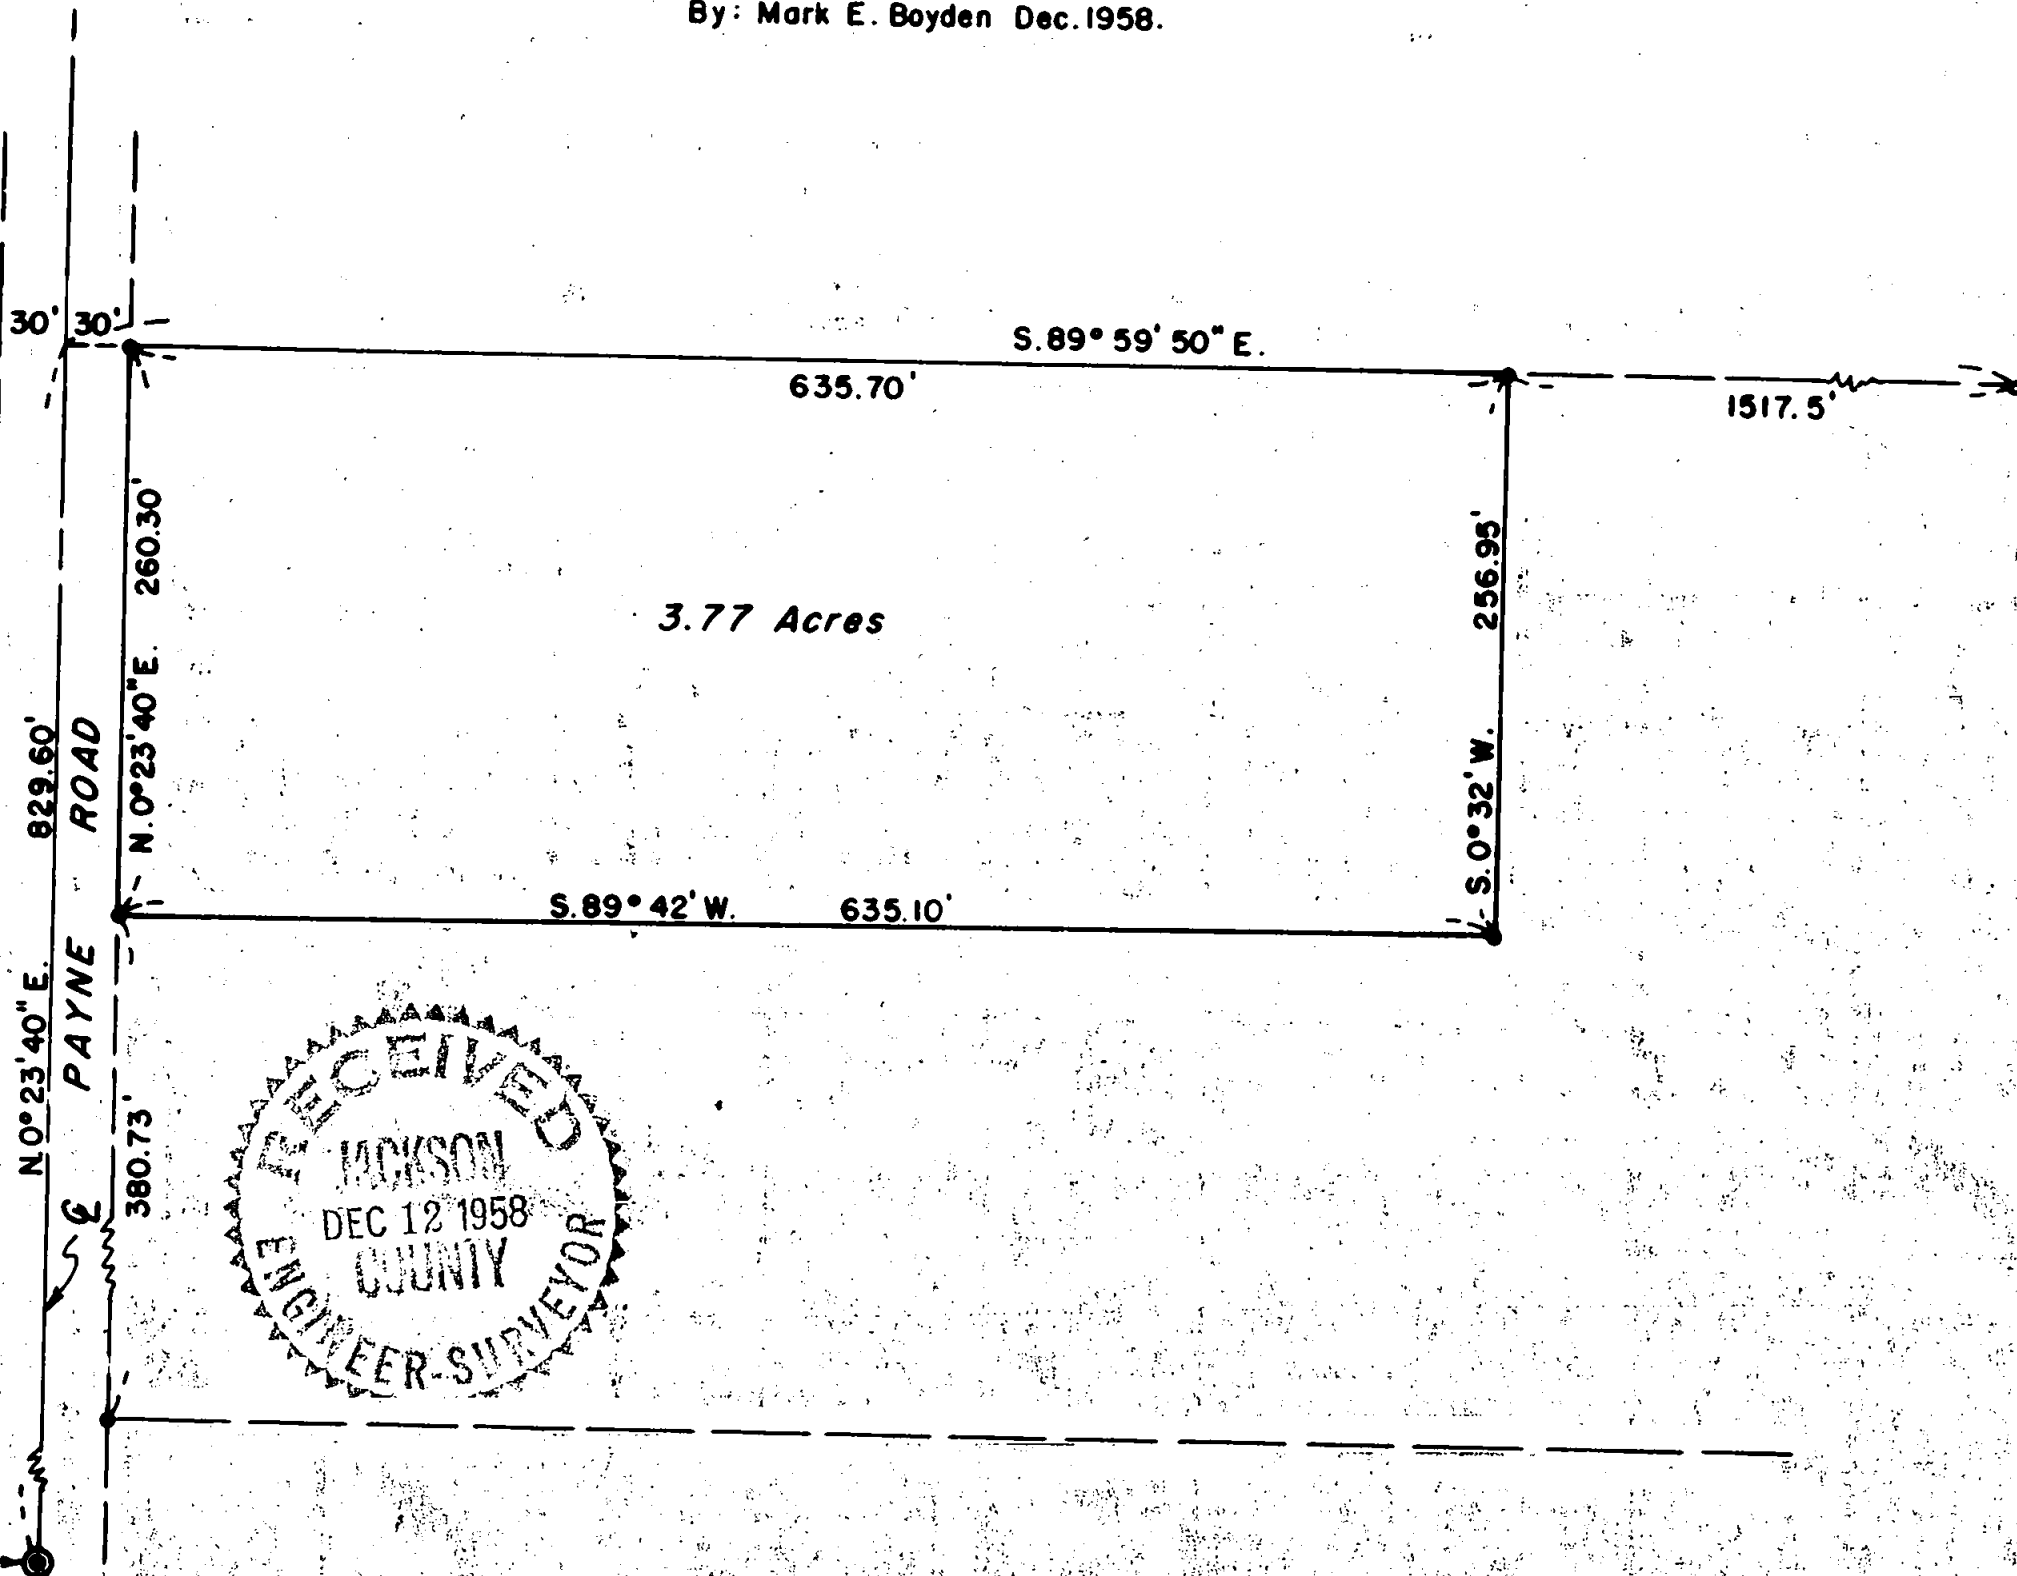 By: Mark E. Boyden Dec. 1958.
30' 30'
S. 89° 59' 50" E.
635.70'
1517.5'
N. 0° 23' 40" E. 260.30'
256.95'
S. 0° 32' W.
3.77 Acres
S. 89° 42' W. 635.10'
N. 0° 23' 40" E. 829.60'
PAYNE ROAD
℄
380.73'
RECEIVED
JACKSON
DEC 12 1958
COUNTY
ENGINEER-SURVEYOR